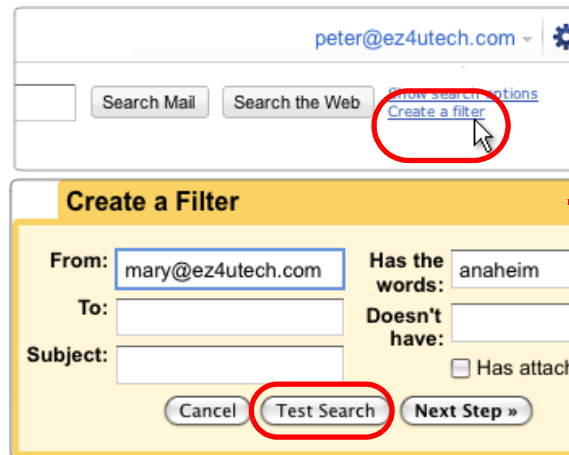 peter@ez4utech.com
Search Mail Search the Web Show search options
Create a filter
Create a Filter
From: mary@ez4utech.com Has the words: anaheim
To: Doesn't have:
Subject: Has attach
Cancel Test Search Next Step »